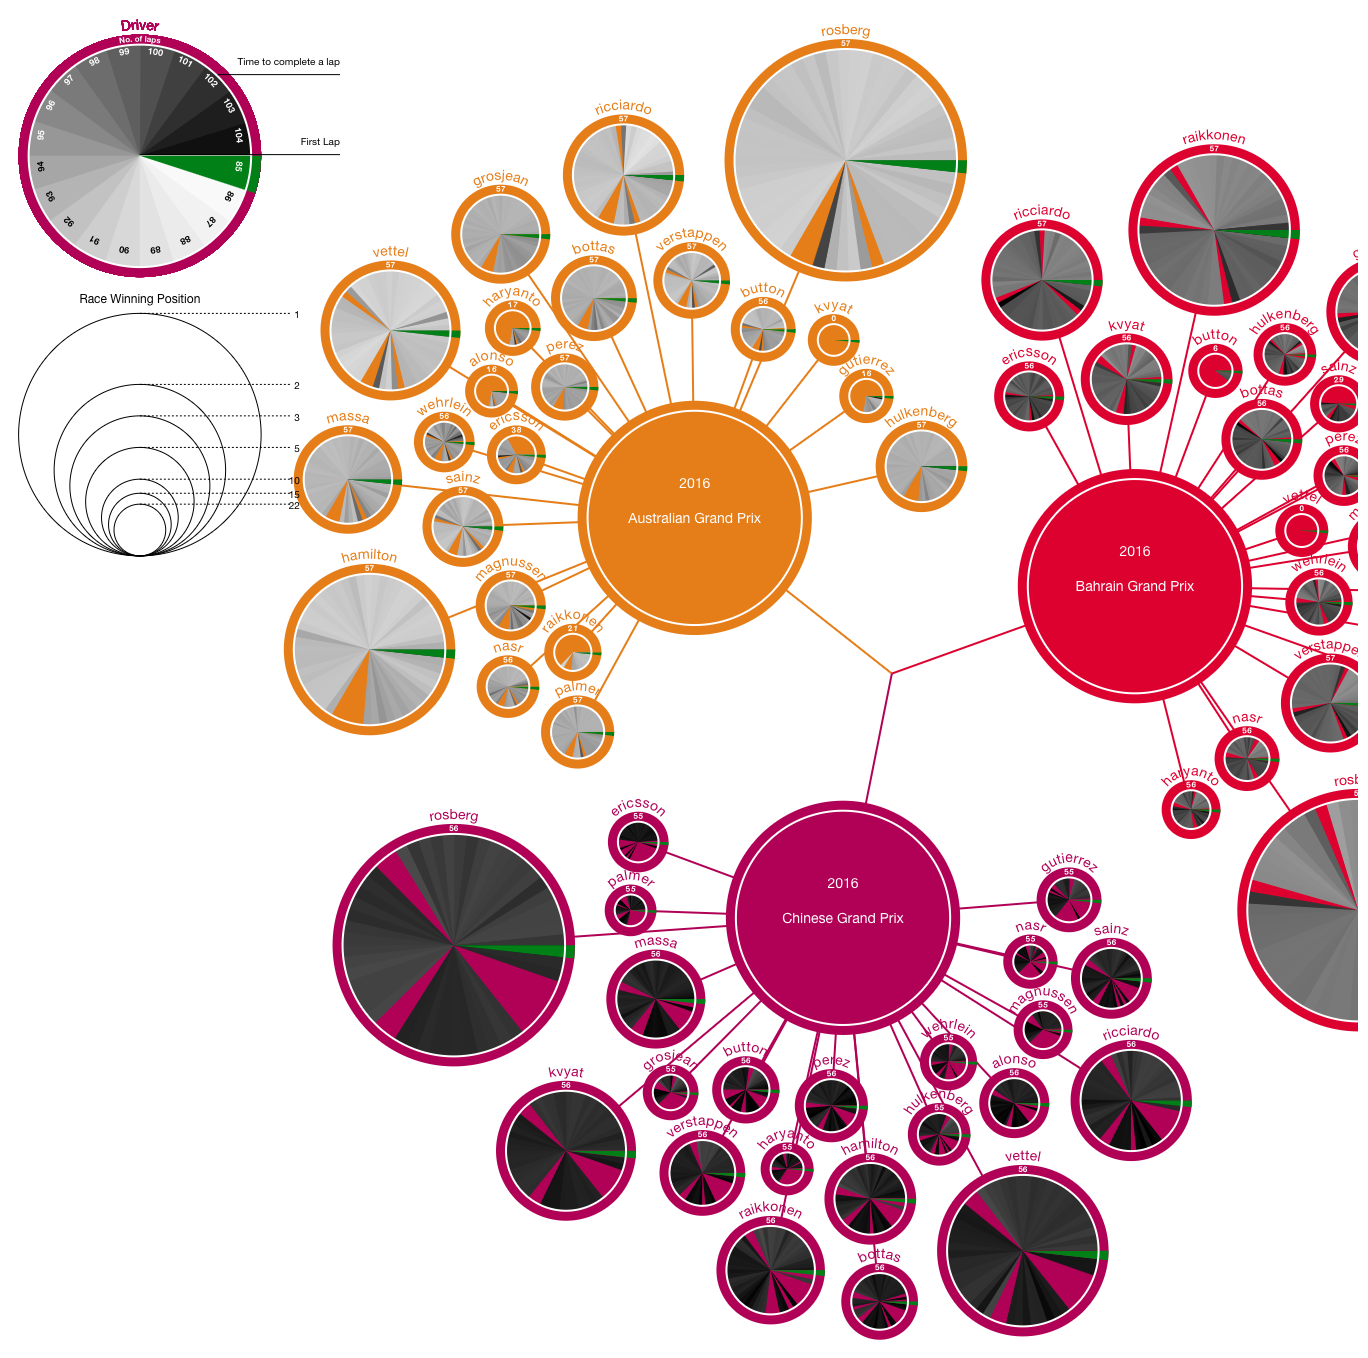 Driver
No. of laps
99
100
98
101
97
102
96
103
95
104
94
85
93
86
92
87
91
90
89
88
Time to complete a lap
First Lap
Race Winning Position
1
2
3
5
10
15
22
rosberg
57
ricciardo
57
grosjean
57
vettel
57
bottas
57
verstappen
57
haryanto
17
button
56
kvyat
0
alonso
16
perez
57
gutierrez
16
massa
57
wehrlein
56
ericsson
38
hulkenberg
57
sainz
57
hamilton
57
magnussen
57
raikkonen
21
nasr
56
palmer
57
2016
Australian Grand Prix
raikkonen
57
ricciardo
57
kvyat
56
button
6
hulkenberg
56
ericsson
56
sainz
29
bottas
56
perez
56
vettel
0
wehrlein
56
verstappe
57
nasr
56
haryanto
56
rosb
2016
Bahrain Grand Prix
rosberg
56
ericsson
55
palmer
55
massa
56
gutierrez
55
nasr
55
sainz
56
magnussen
55
ricciardo
56
wehrlein
55
alonso
56
grosjean
55
button
56
perez
56
kvyat
56
verstappen
56
haryanto
55
hulkenberg
55
hamilton
56
vettel
56
raikkonen
56
bottas
56
2016
Chinese Grand Prix